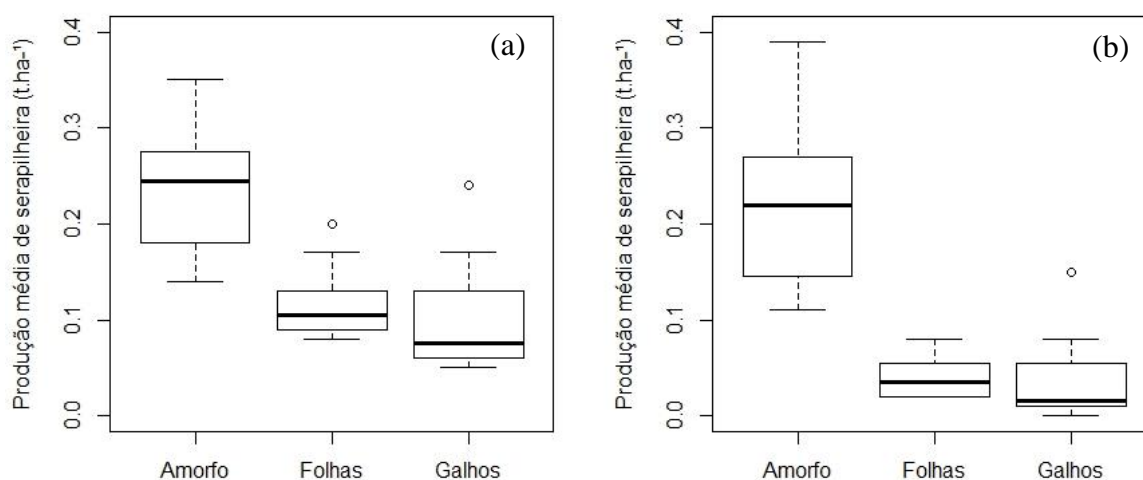 Produção média de serapilheira (t.ha-¹)
0.0
0.1
0.2
0.3
0.4
(a)
Amorfo
Folhas
Galhos
Produção média de serapilheira (t.ha-¹)
0.0
0.1
0.2
0.3
0.4
(b)
Amorfo
Folhas
Galhos